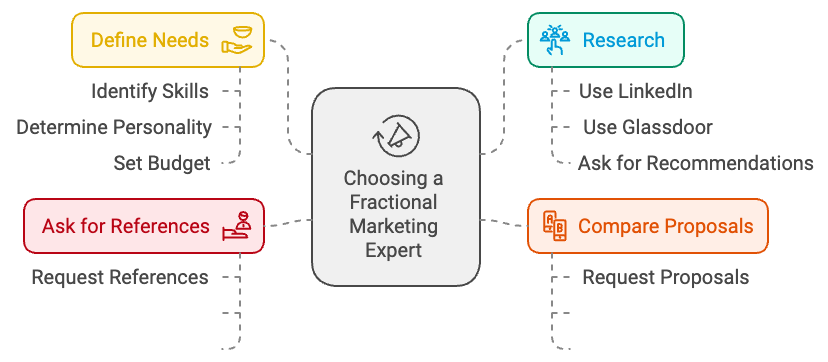 Define Needs
Identify Skills
Determine Personality
Set Budget
Research
Use LinkedIn
Use Glassdoor
Ask for Recommendations
Choosing a
Fractional
Marketing
Expert
Ask for References
Request References
A
B
Compare Proposals
Request Proposals